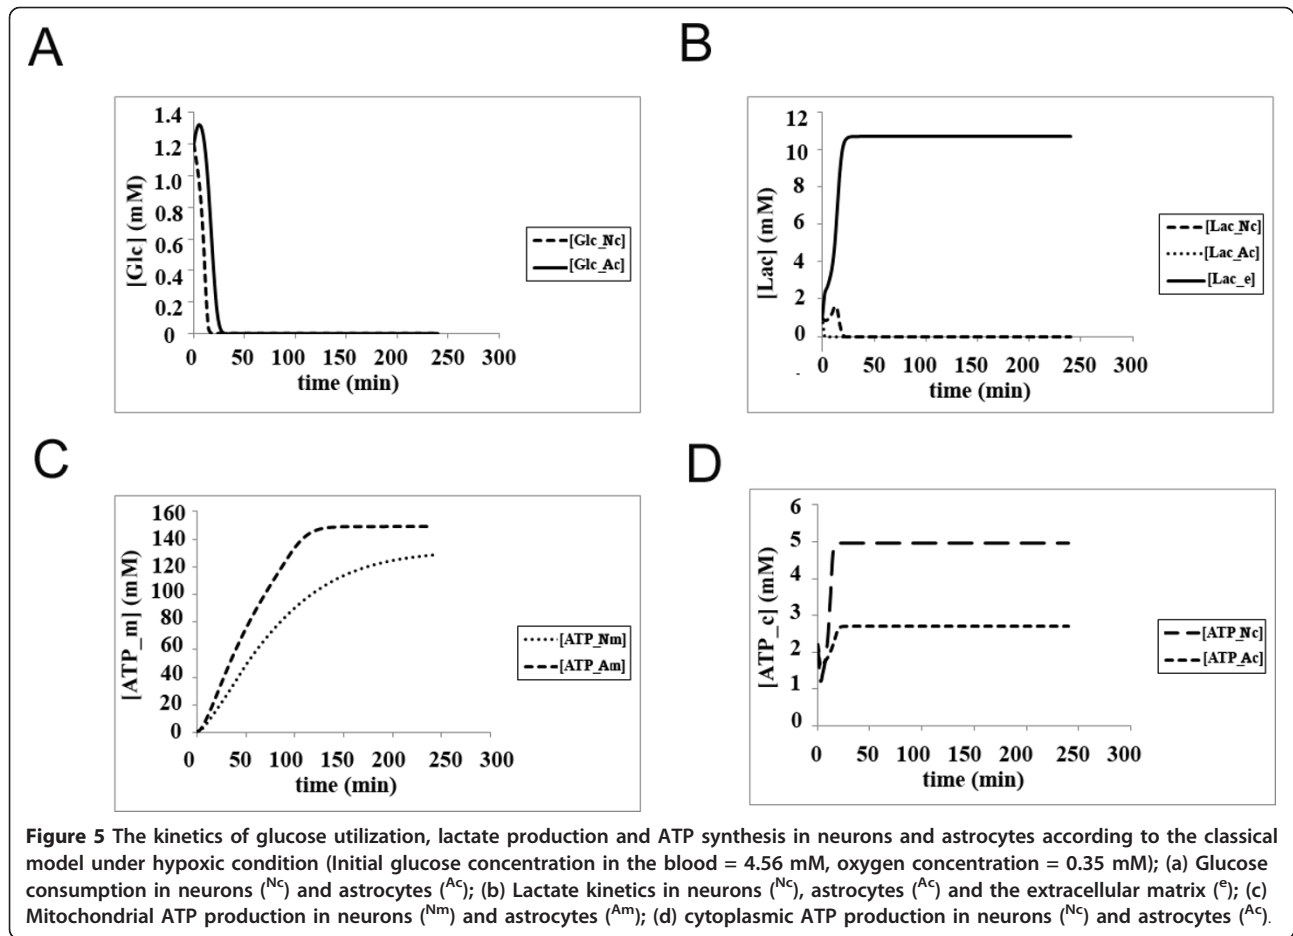 A
1.4
1.2
1.0
0.8
0.6
0.4
0.2
0
[Glc] (mM)
0 50 100 150 200 250 300
time (min)
[Glc_Nc]
[Glc_Ac]
B
12
10
8
6
4
2
0
[Lac] (mM)
0 50 100 150 200 250 300
time (min)
[Lac_Nc]
[Lac_Ac]
[Lac_e]
C
160
140
120
100
80
60
40
20
0
[ATP_m] (mM)
0 50 100 150 200 250 300
time (min)
[ATP_Nm]
[ATP_Am]
D
6
5
4
3
2
1
0
[ATP_c] (mM)
0 50 100 150 200 250 300
time (min)
[ATP_Nc]
[ATP_Ac]
Figure 5 The kinetics of glucose utilization, lactate production and ATP synthesis in neurons and astrocytes according to the classical
model under hypoxic condition (Initial glucose concentration in the blood = 4.56 mM, oxygen concentration = 0.35 mM); (a) Glucose
consumption in neurons (Nc) and astrocytes (Ac); (b) Lactate kinetics in neurons (Nc), astrocytes (Ac) and the extracellular matrix (e); (c)
Mitochondrial ATP production in neurons (Nm) and astrocytes (Am); (d) cytoplasmic ATP production in neurons (Nc) and astrocytes (Ac).